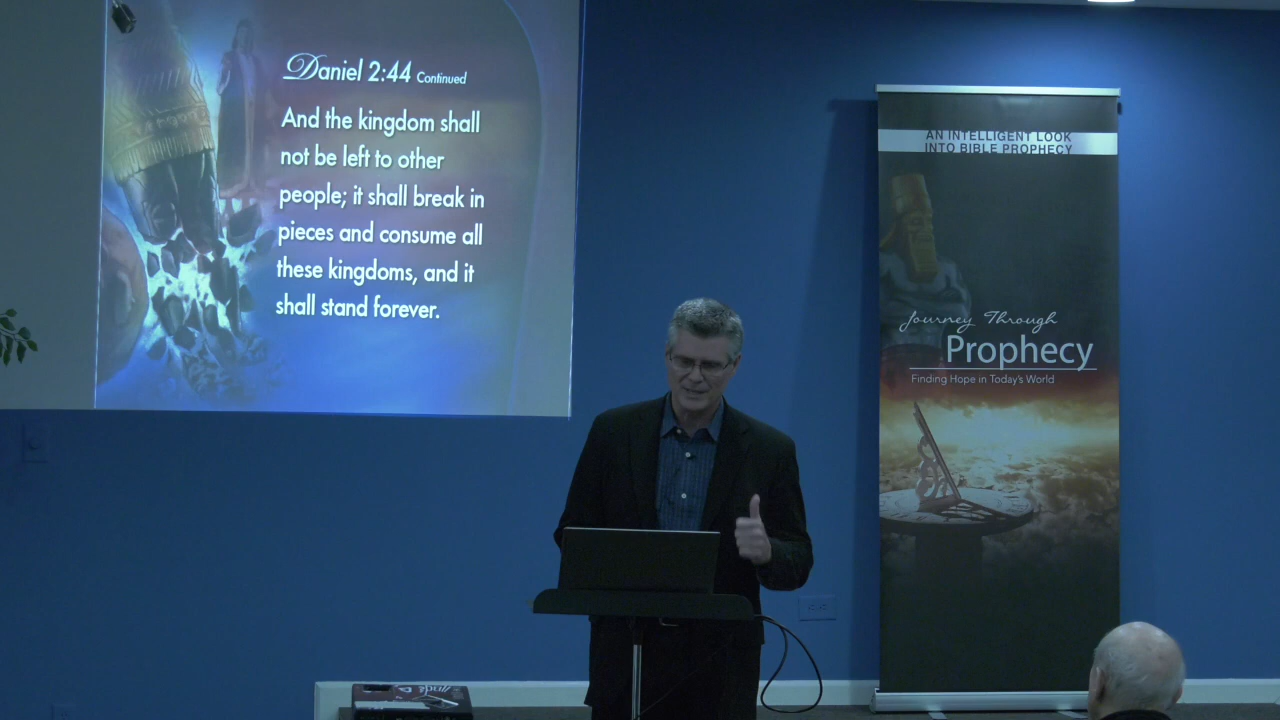 Daniel 2:44 Continued
And the kingdom shall
not be left to other
people; it shall break in
pieces and consume all
these kingdoms, and it
shall stand forever.
AN INTELLIGENT LOOK
INTO BIBLE PROPHECY
Journey Through
Prophecy
Finding Hope in Today's World